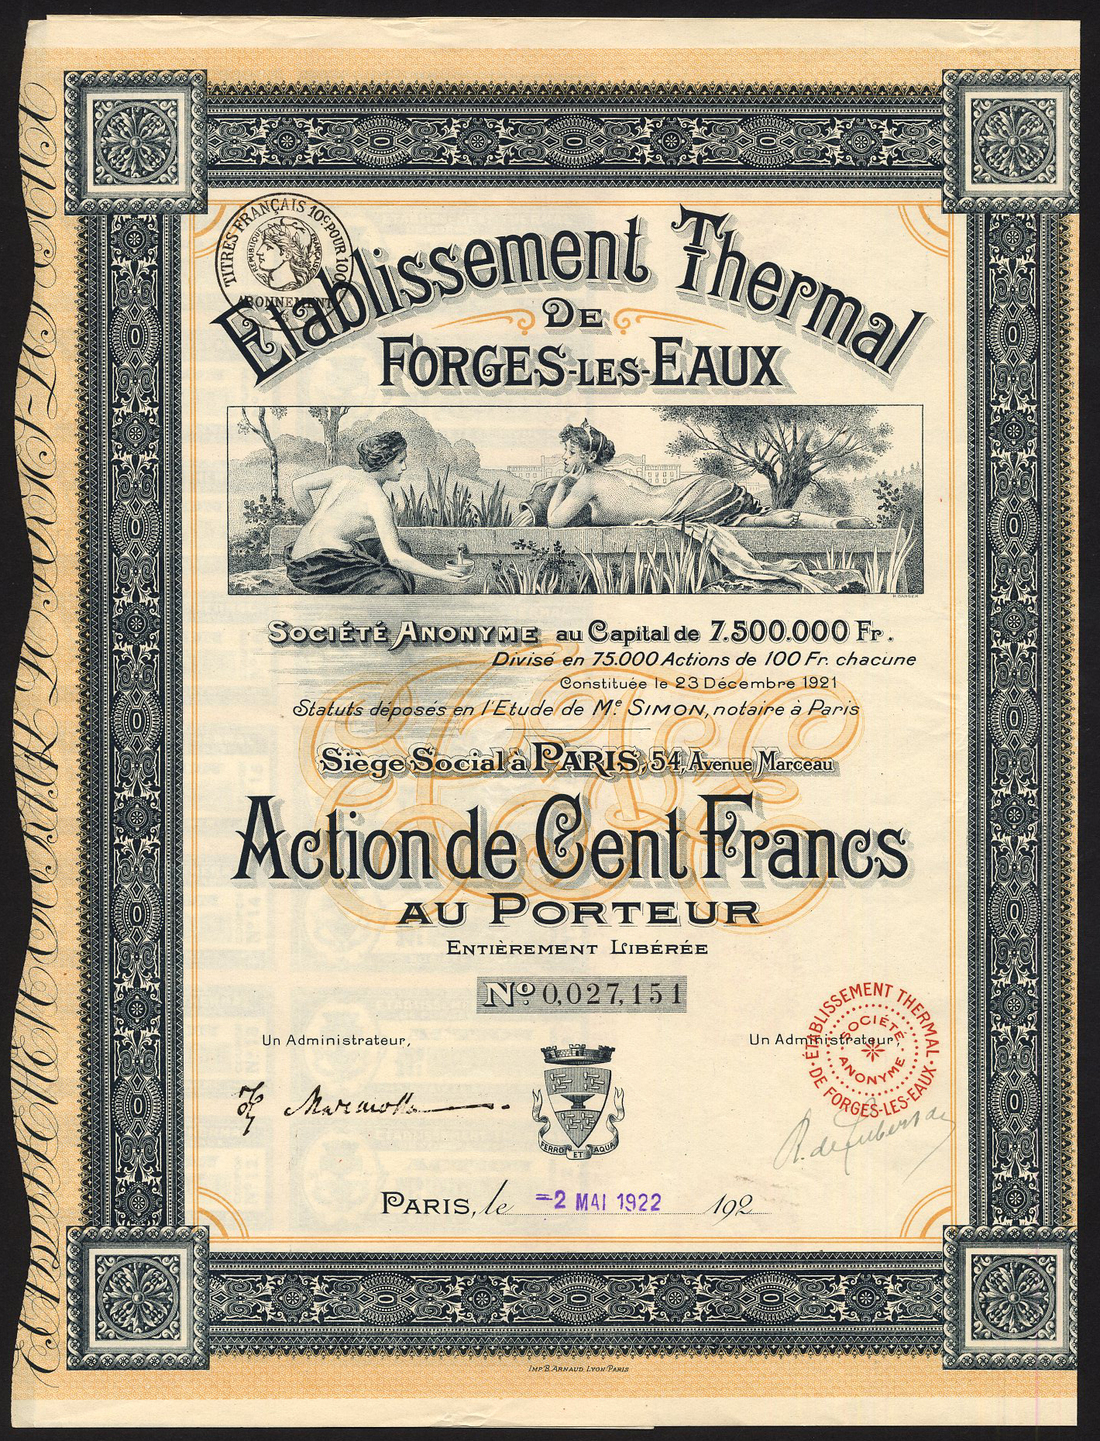 TITRES FRANÇAIS 10c POUR 100
RÉPUBLIQUE FRANÇAISE
ABONNEMENT
Etablissement Thermal
DE
FORGES-LES-EAUX
SOCIÉTÉ ANONYME au Capital de 7.500.000 Fr.
Divisé en 75.000 Actions de 100 Fr. chacune
Constituée le 23 Décembre 1921
Statuts déposés en l'Etude de Me SIMON, notaire à Paris
Siège Social à PARIS, 54, Avenue Marceau
Action de Cent Francs
AU PORTEUR
ENTIÈREMENT LIBÉRÉE
No 0,027,151
Un Administrateur,
Un Administrateur,
ETABLISSEMENT THERMAL
DE FORGES-LES-EAUX
SOCIÉTÉ
ANONYME
FERRO ET AQUA
PARIS, le =2 MAI 1922 192
IMP. B. ARNAUD. LYON-PARIS